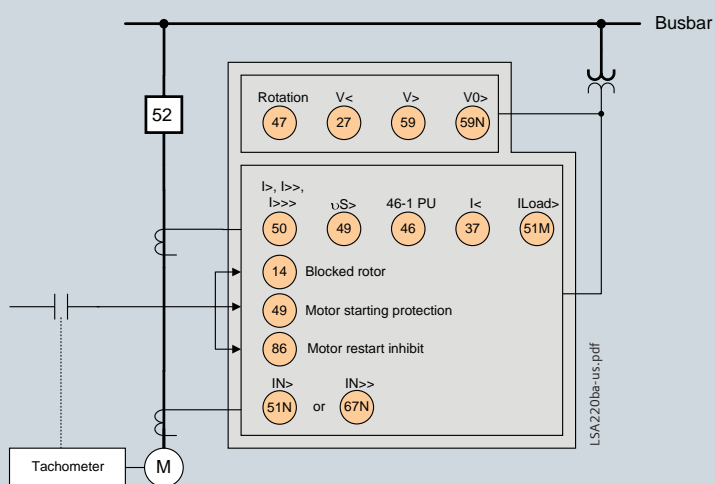 Busbar
Rotation V< V> V0>
47 27 59 59N
52
I>, I>>,
I>>> υS> 46-1 PU I< ILoad>
50 49 46 37 51M
14 Blocked rotor
49 Motor starting protection
86 Motor restart inhibit
IN> IN>>
51N or 67N
LSA220ba-us.pdf
Tachometer M